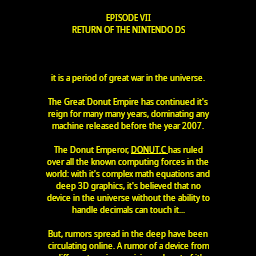 EPISODE VII
RETURN OF THE NINTENDO DS
it is a period of great war in the universe.
The Great Donut Empire has continued it's
reign for many many years, dominating any
machine released before the year 2007.
The Donut Emperor, DONUT.C has ruled
over all the known computing forces in the
world: with it's complex math equations and
deep 3D graphics, it's believed that no
device in the universe without the ability to
handle decimals can touch it...
But, rumors spread in the deep have been
circulating online. A rumor of a device from